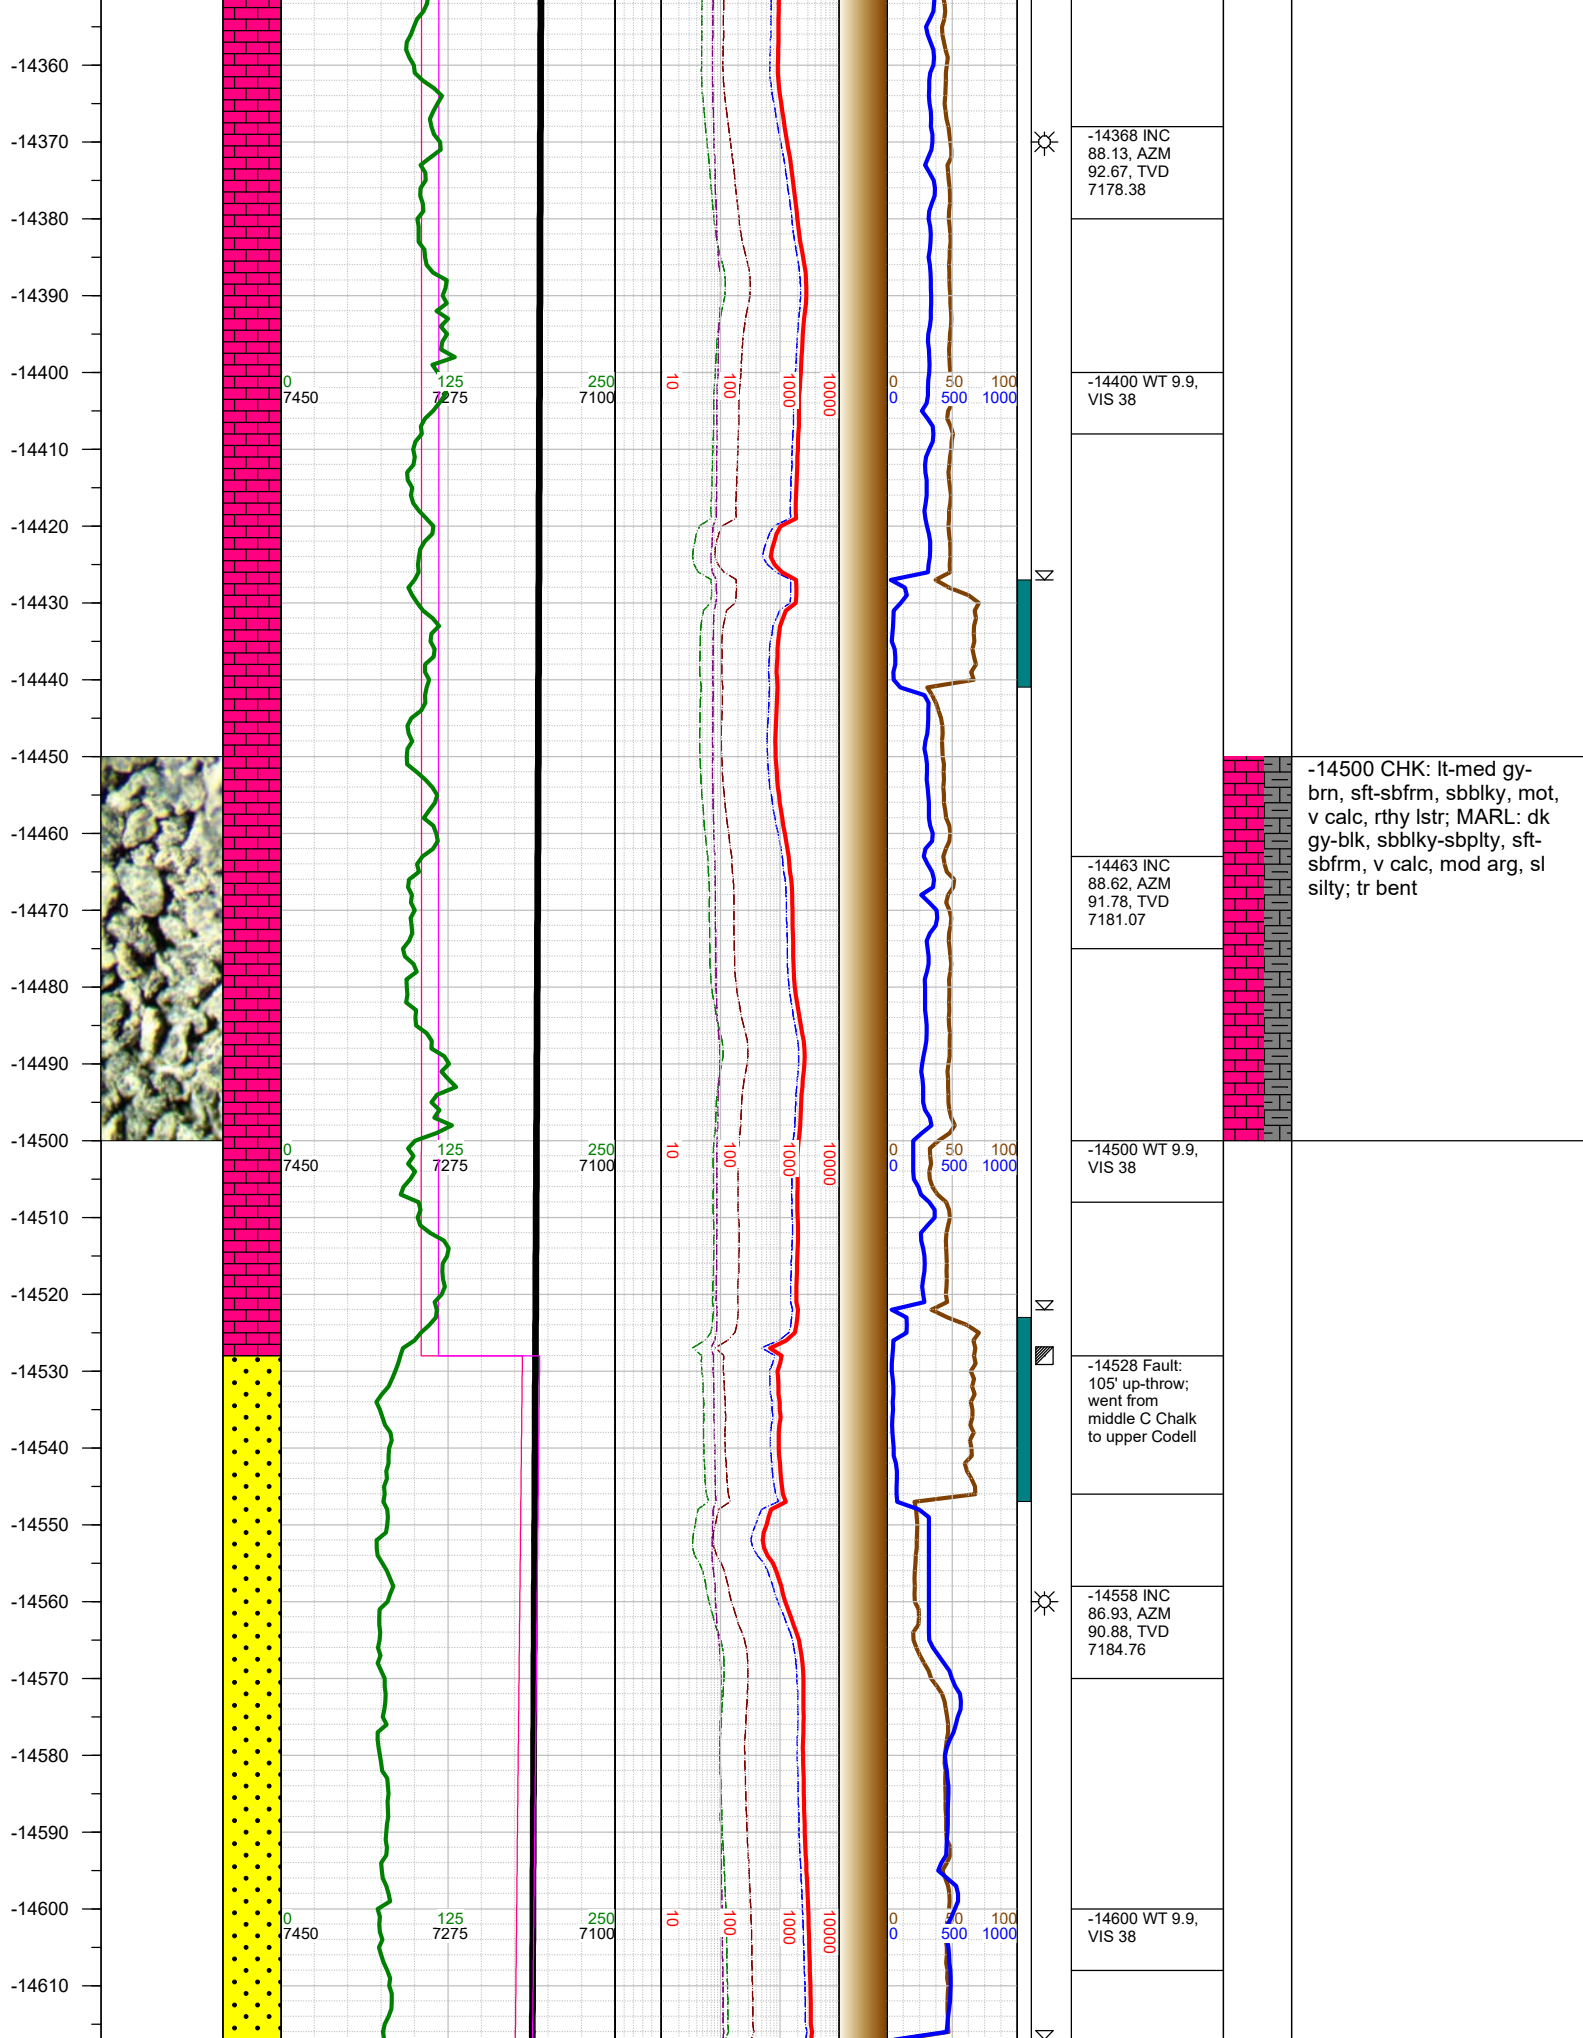 -14360
-14368 INC
88.13, AZM
92.67, TVD
7178.38
-14370
-14380
-14390
-14400
0 125 250
7450 7275 7100
10 100 1000 10000
0 50 100
0 500 1000
-14400 WT 9.9,
VIS 38
-14410
-14420
-14430
-14440
-14450
-14500 CHK: lt-med gy-
brn, sft-sbfrm, sbblky, mot,
v calc, rthy lstr; MARL: dk
gy-blk, sbblky-sbplty, sft-
sbfrm, v calc, mod arg, sl
silty; tr bent
-14460
-14463 INC
88.62, AZM
91.78, TVD
7181.07
-14470
-14480
-14490
-14500
0 125 250
7450 7275 7100
10 100 1000 10000
0 50 100
0 500 1000
-14500 WT 9.9,
VIS 38
-14510
-14520
-14530
-14528 Fault:
105' up-throw;
went from
middle C Chalk
to upper Codell
-14540
-14550
-14560
-14558 INC
86.93, AZM
90.88, TVD
7184.76
-14570
-14580
-14590
-14600
0 125 250
7450 7275 7100
10 100 1000 10000
0 50 100
0 500 1000
-14600 WT 9.9,
VIS 38
-14610